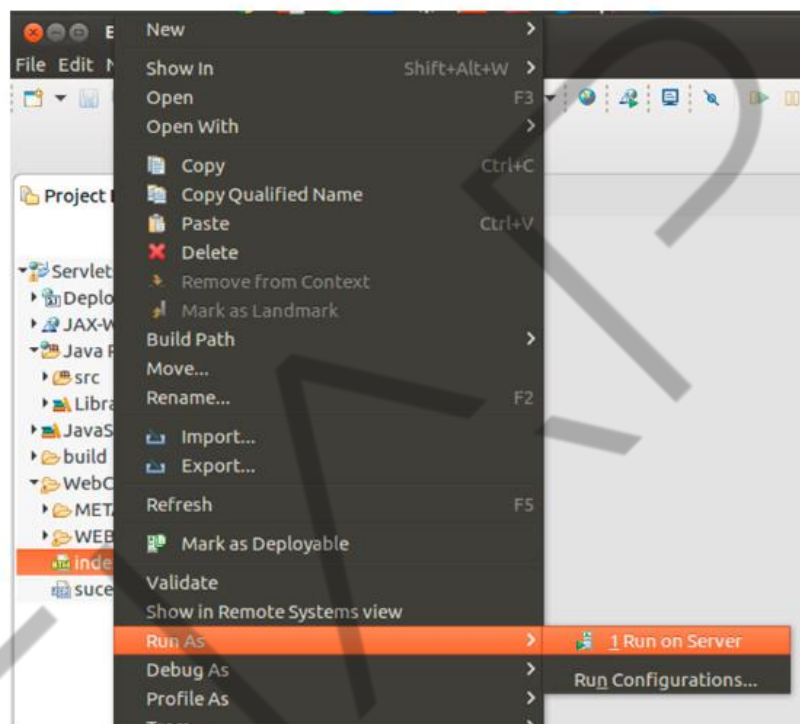 E
File Edit
Project
Servlet
Deplo
JAX-W
Java
src
Libra
JavaS
build
WebC
MET
WEB
inde
suce
New
Show In Shift+Alt+W
Open F3
Open With
Copy Ctrl+C
Copy Qualified Name
Paste Ctrl+V
Delete
Remove from Context
Mark as Landmark
Build Path
Move...
Rename... F2
Import...
Export...
Refresh F5
Mark as Deployable
Validate
Show in Remote Systems view
Run As
Debug As
Profile As
1 Run on Server
Run Configurations...